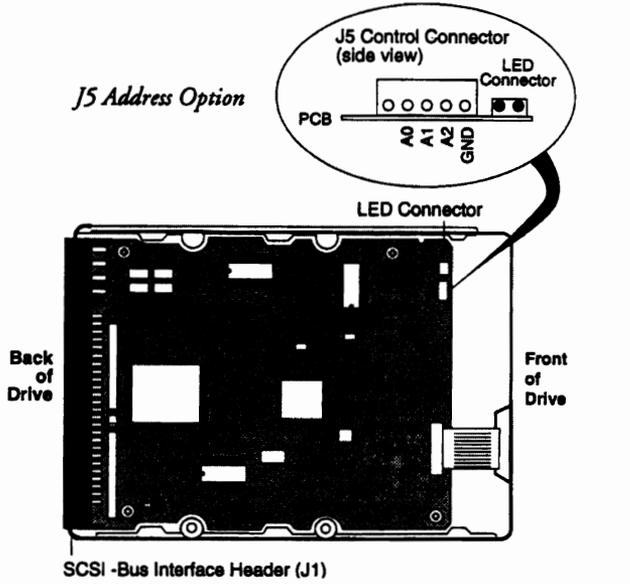 J5 Control Connector
(side view)
LED
Connector
J5 Address Option
PCB
A0
A1
A2
GND
LED Connector
Back
of
Drive
Front
of
Drive
SCSI -Bus Interface Header (J1)